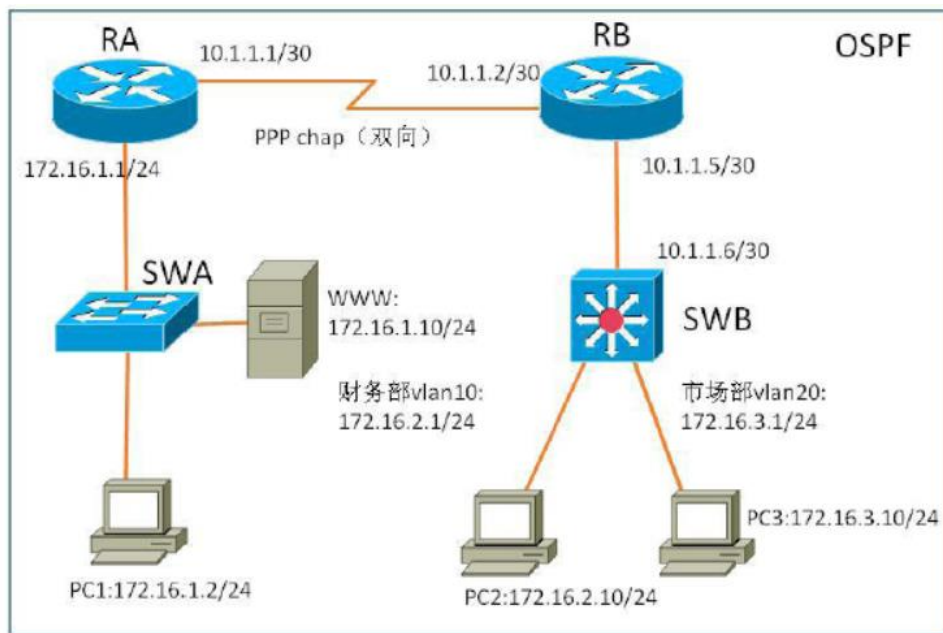 RA
RB
OSPF
10.1.1.1/30
10.1.1.2/30
PPP chap（双向）
172.16.1.1/24
10.1.1.5/30
10.1.1.6/30
SWA
WWW:
172.16.1.10/24
SWB
财务部vlan10:
172.16.2.1/24
市场部vlan20:
172.16.3.1/24
PC3:172.16.3.10/24
PC1:172.16.1.2/24
PC2:172.16.2.10/24